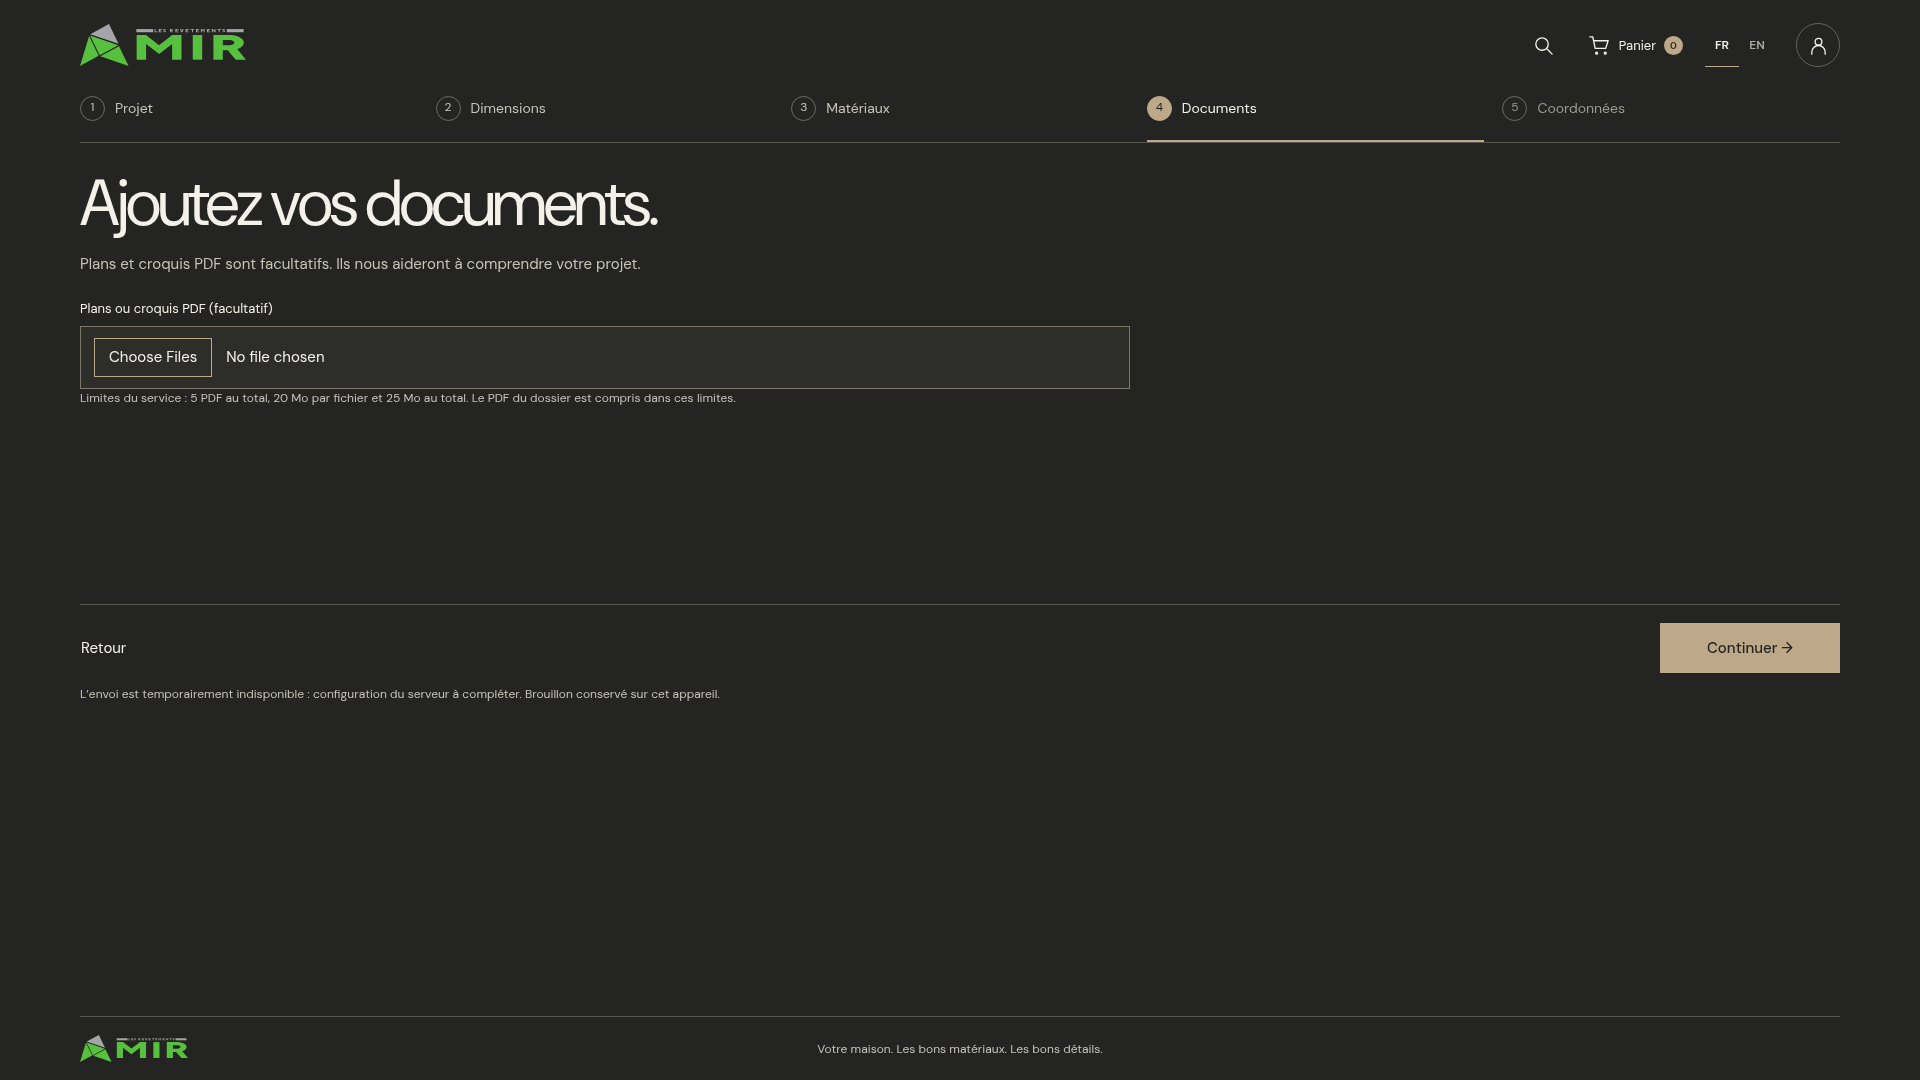 LES REVÊTEMENTS
MIR
Panier 0
FR
EN
1 Projet
2 Dimensions
3 Matériaux
4 Documents
5 Coordonnées
Ajoutez vos documents.
Plans et croquis PDF sont facultatifs. Ils nous aideront à comprendre votre projet.
Plans ou croquis PDF (facultatif)
Choose Files No file chosen
Limites du service : 5 PDF au total, 20 Mo par fichier et 25 Mo au total. Le PDF du dossier est compris dans ces limites.
Retour
Continuer →
L’envoi est temporairement indisponible : configuration du serveur à compléter. Brouillon conservé sur cet appareil.
LES REVÊTEMENTS
MIR
Votre maison. Les bons matériaux. Les bons détails.